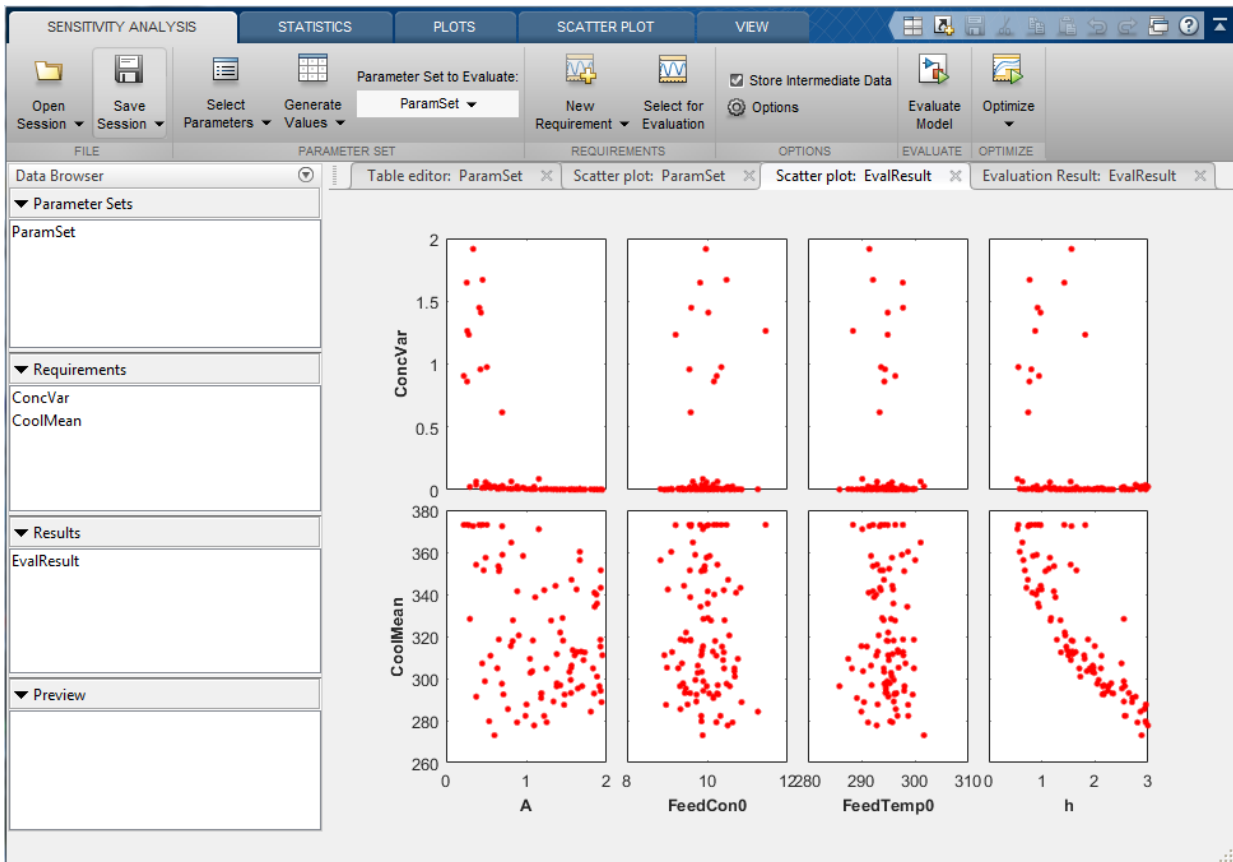 SENSITIVITY ANALYSIS STATISTICS PLOTS SCATTER PLOT VIEW
Open Session
Save Session
Select Parameters
Generate Values
Parameter Set to Evaluate:
ParamSet
New Requirement
Select for Evaluation
Store Intermediate Data
Options
Evaluate Model
Optimize
FILE PARAMETER SET REQUIREMENTS OPTIONS EVALUATE OPTIMIZE
Data Browser
Table editor: ParamSet
Scatter plot: ParamSet
Scatter plot: EvalResult
Evaluation Result: EvalResult
Parameter Sets
ParamSet
Requirements
ConcVar
CoolMean
Results
EvalResult
Preview
ConcVar
2
1.5
1
0.5
0
CoolMean
380
360
340
320
300
280
260
0 1 2
8 10 12
280 290 300 310
0 1 2 3
A FeedCon0 FeedTemp0 h